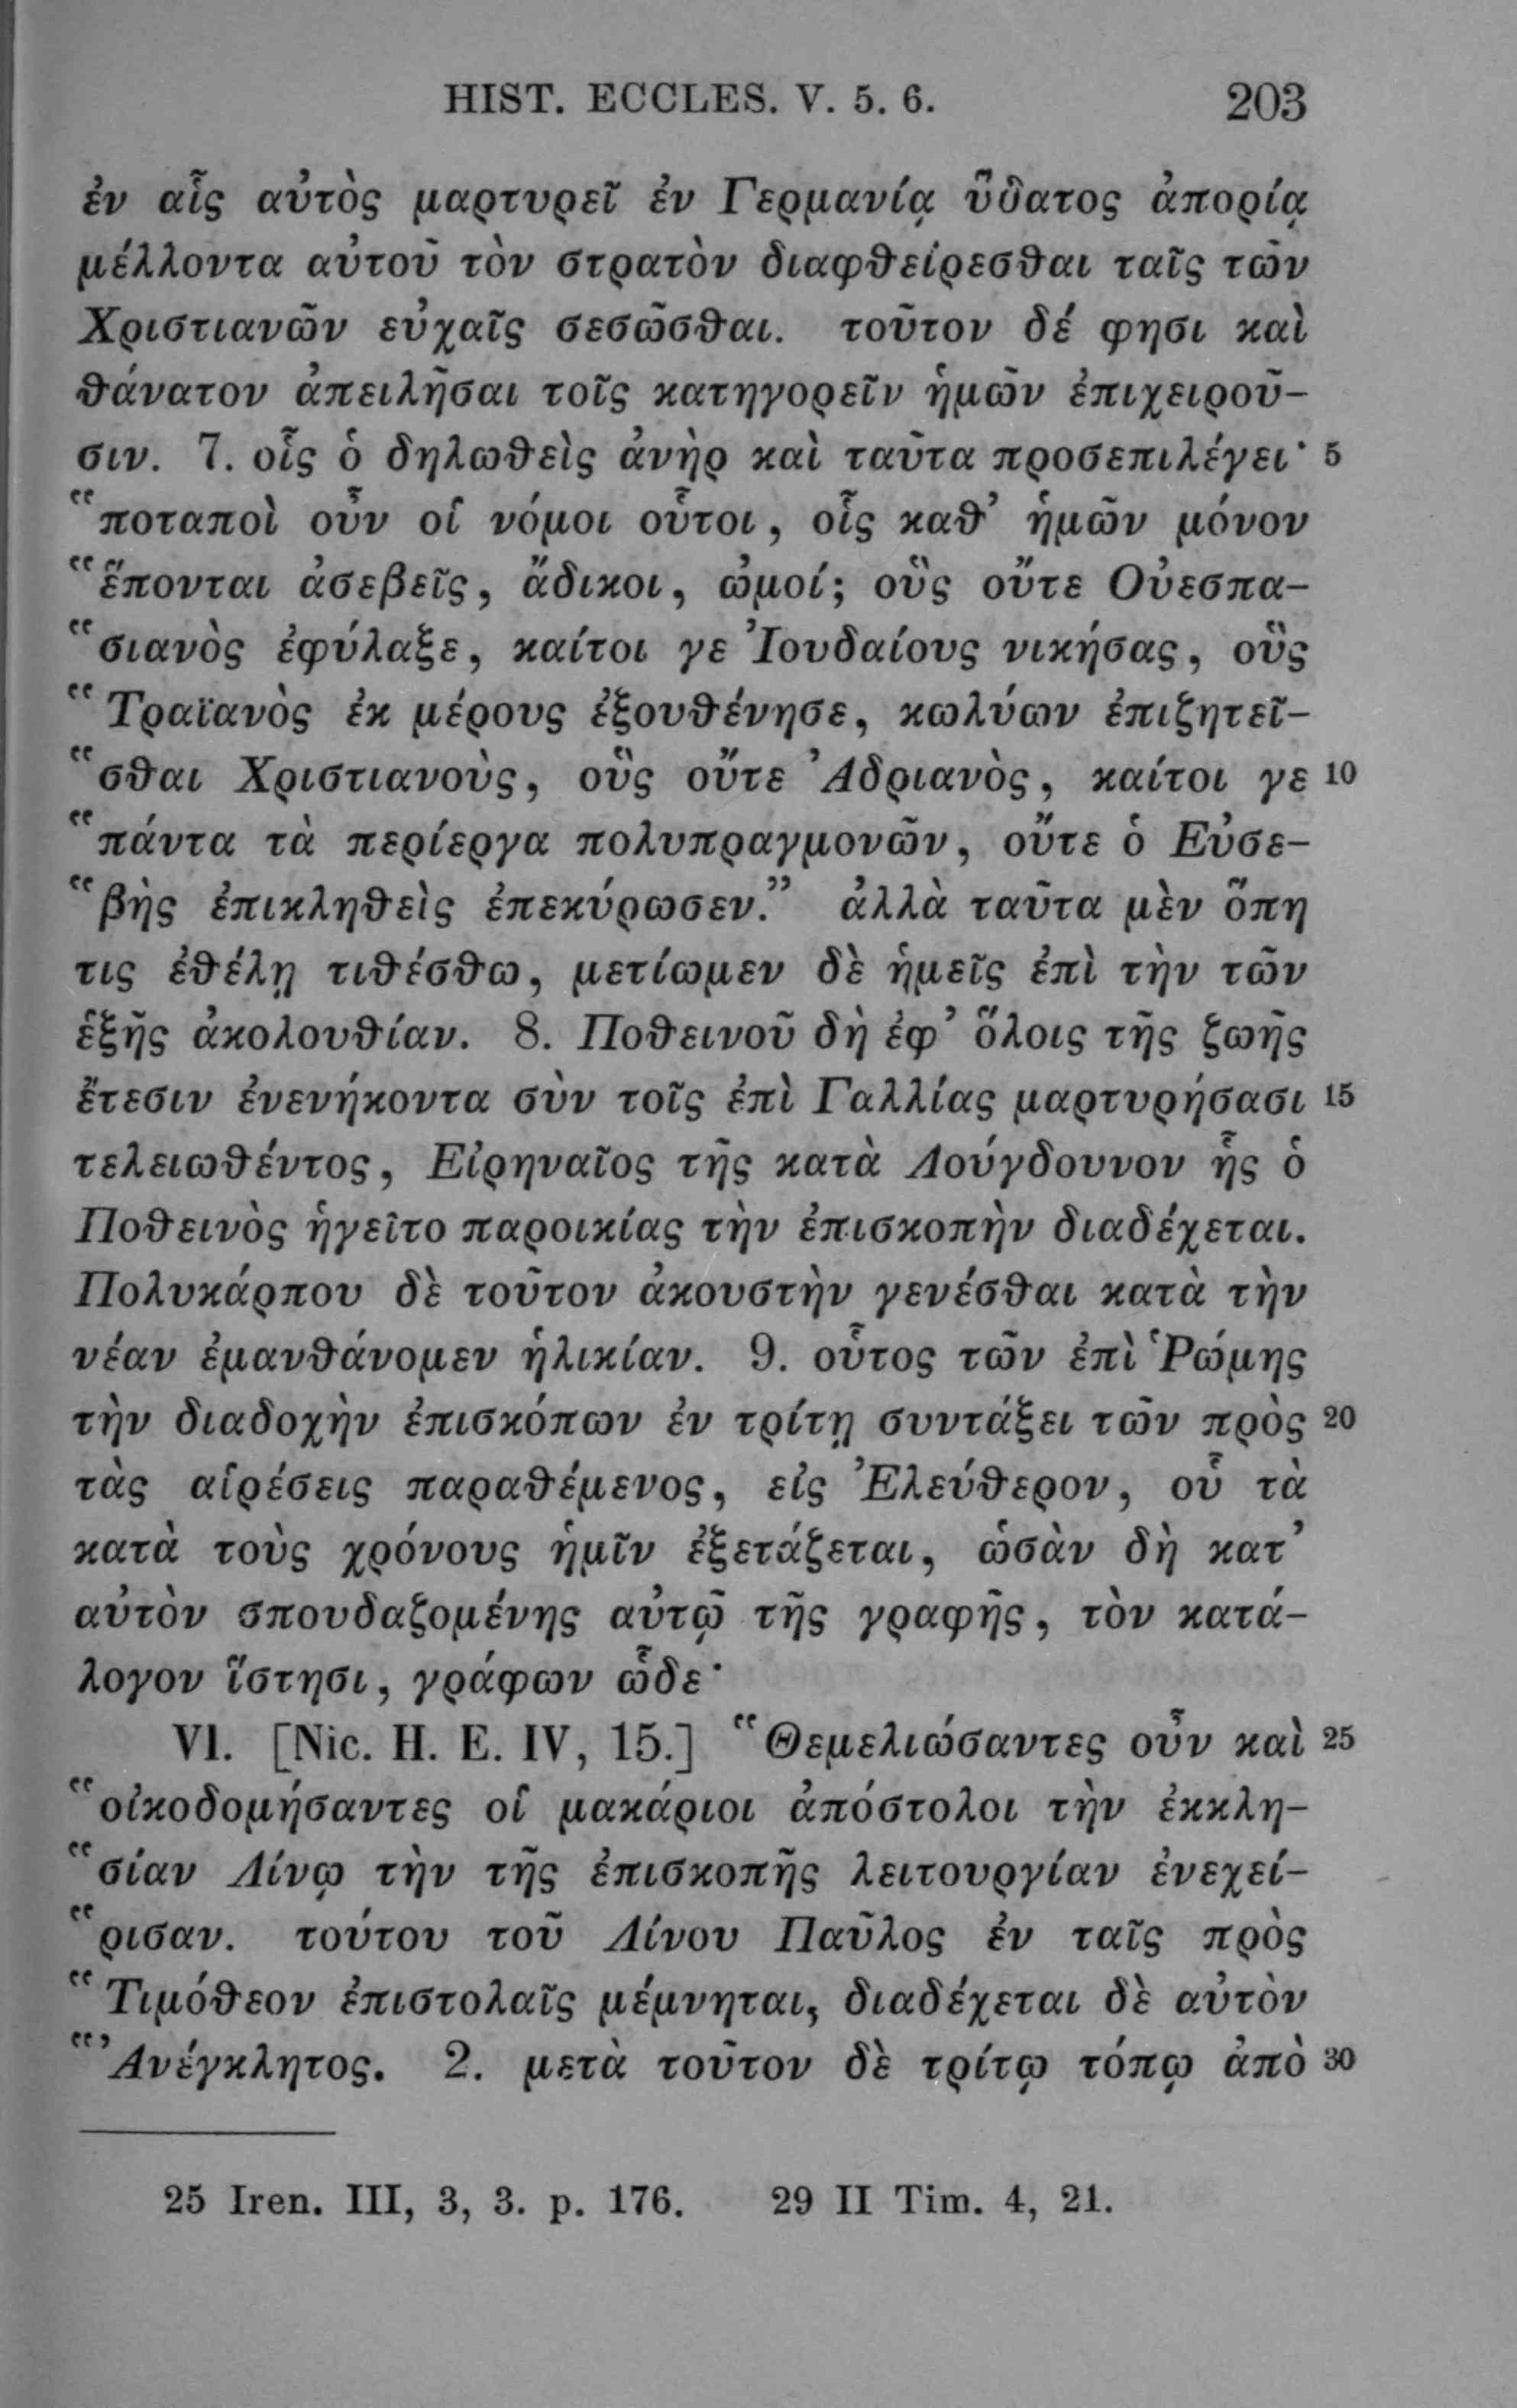 HIST. ECCLES. V. 5. 6. 203
ἐν αἷς αὐτὸς μαρτυρεῖ ἐν Γερμανίᾳ ὕδατος ἀπορίᾳ
μέλλοντα αὐτοῦ τὸν στρατὸν διαφθείρεσθαι ταῖς τῶν
Χριστιανῶν εὐχαῖς σεσῶσθαι. τοῦτον δέ φησι καὶ
θάνατον ἀπειλῆσαι τοῖς κατηγορεῖν ἡμῶν ἐπιχειροῦ-
σιν. 7. οἷς ὁ δηλωθεὶς ἀνὴρ καὶ ταῦτα προσεπιλέγει· 5
“ποταποὶ οὖν οἱ νόμοι οὗτοι, οἷς καθ’ ἡμῶν μόνον
“ἕπονται ἀσεβεῖς, ἄδικοι, ὠμοί; οὓς οὔτε Οὐεσπα-
“σιανὸς ἐφύλαξε, καίτοι γε Ἰουδαίους νικήσας, οὓς
“Τραϊανὸς ἐκ μέρους ἐξουθένησε, κωλύων ἐπιζητεῖ-
“σθαι Χριστιανοὺς, οὓς οὔτε Ἀδριανὸς, καίτοι γε 10
“πάντα τὰ περίεργα πολυπραγμονῶν, οὔτε ὁ Εὐσε-
“βὴς ἐπικληθεὶς ἐπεκύρωσεν.” ἀλλὰ ταῦτα μὲν ὅπη
τις ἐθέλῃ τιθέσθω, μετίωμεν δὲ ἡμεῖς ἐπὶ τὴν τῶν
ἑξῆς ἀκολουθίαν. 8. Ποθεινοῦ δὴ ἐφ’ ὅλοις τῆς ζωῆς
ἔτεσιν ἐνενήκοντα σὺν τοῖς ἐπὶ Γαλλίας μαρτυρήσασι 15
τελειωθέντος, Εἰρηναῖος τῆς κατὰ Λούγδουνον ἧς ὁ
Ποθεινὸς ἡγεῖτο παροικίας τὴν ἐπισκοπὴν διαδέχεται.
Πολυκάρπου δὲ τοῦτον ἀκουστὴν γενέσθαι κατὰ τὴν
νέαν ἐμανθάνομεν ἡλικίαν. 9. οὗτος τῶν ἐπὶ Ῥώμης
τὴν διαδοχὴν ἐπισκόπων ἐν τρίτῃ συντάξει τῶν πρὸς 20
τὰς αἱρέσεις παραθέμενος, εἰς Ἐλεύθερον, οὗ τὰ
κατὰ τοὺς χρόνους ἡμῖν ἐξετάζεται, ὡσὰν δὴ κατ’
αὐτὸν σπουδαζομένης αὐτῷ τῆς γραφῆς, τὸν κατά-
λογον ἵστησι, γράφων ὧδε·
VI. [Nic. H. E. IV, 15.] “Θεμελιώσαντες οὖν καὶ 25
“οἰκοδομήσαντες οἱ μακάριοι ἀπόστολοι τὴν ἐκκλη-
“σίαν Λίνῳ τὴν τῆς ἐπισκοπῆς λειτουργίαν ἐνεχεί-
“ρισαν. τούτου τοῦ Λίνου Παῦλος ἐν ταῖς πρὸς
“Τιμόθεον ἐπιστολαῖς μέμνηται, διαδέχεται δὲ αὐτὸν
“Ἀνέγκλητος. 2. μετὰ τοῦτον δὲ τρίτῳ τόπῳ ἀπὸ 30
25 Iren. III, 3, 3. p. 176. 29 II Tim. 4, 21.